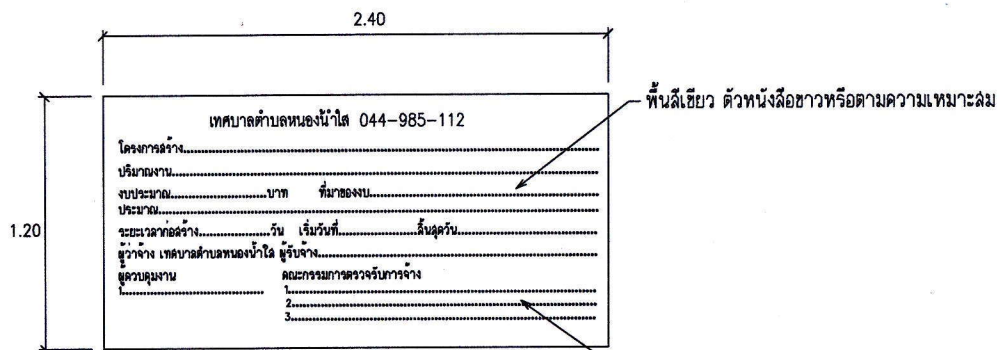 2.40
พื้นสีเขียว ตัวหนังสือขาวหรือตามความเหมาะสม
เทศบาลตำบลหนองน้ำใส 044-985-112
โครงการสร้าง
ปริมาณงาน
งบประมาณ บาท ที่มาของงบ
ประมาณ
1.20
ระยะเวลาก่อสร้าง วัน เริ่มวันที่ สิ้นสุดวัน
ผู้ว่าจ้าง เทศบาลตำบลหนองน้ำใส ผู้รับจ้าง
ผู้ควบคุมงาน คณะกรรมการตรวจรับการจ้าง
1 1
2
3